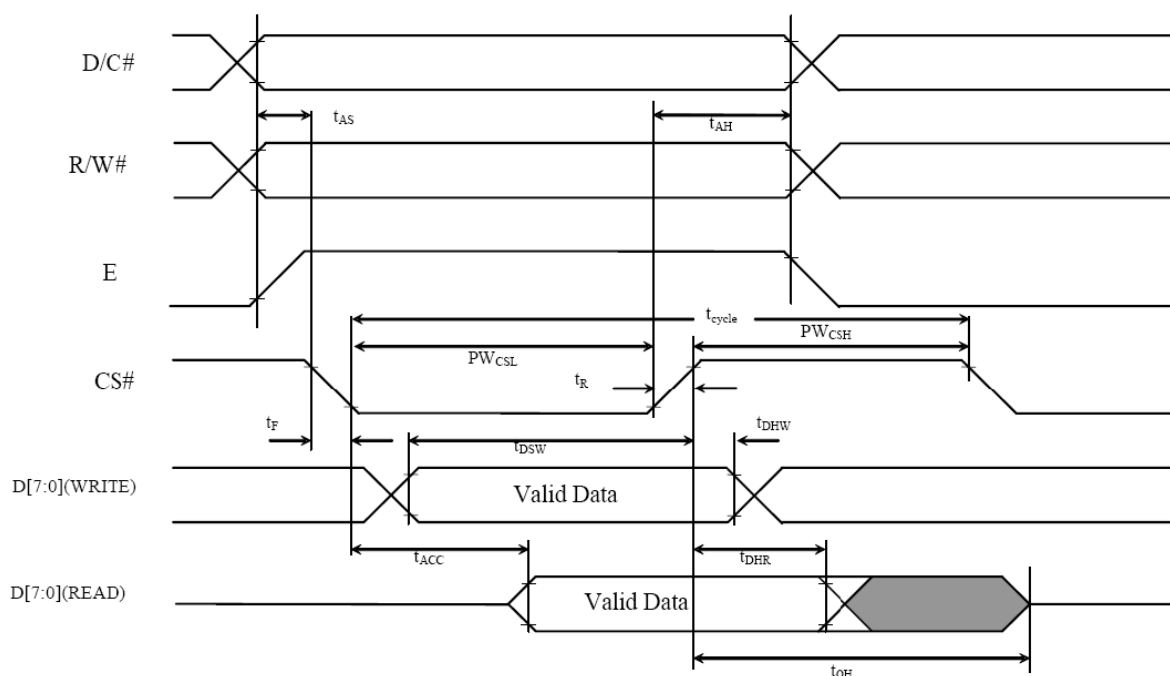 D/C#
tAS
tAH
R/W#
E
tcycle
PWCSL
PWCSH
CS#
tR
tF
tDSW
tDHW
D[7:0](WRITE)
Valid Data
tACC
tDHR
D[7:0](READ)
Valid Data
tOH